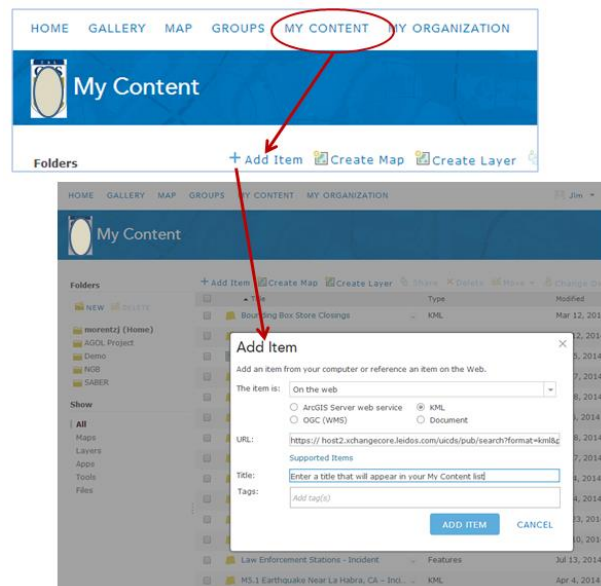 HOME GALLERY MAP GROUPS MY CONTENT MY ORGANIZATION
My Content
Folders
+ Add Item Create Map Create Layer
HOME GALLERY MAP GROUPS MY CONTENT MY ORGANIZATION Jim
My Content
Folders
+ Add Item Create Map Create Layer Share Delete Move Change
Title Type Modified
NEW DELETE
Bounding Box Store Closings KML Mar 12, 201
morentzj (Home)
AGOL Project
Demo
NGB
SABER
Show
All
Maps
Layers
Apps
Tools
Files
Add Item
Add an item from your computer or reference an item on the Web.
The item is: On the web
ArcGIS Server web service KML
OGC (WMS) Document
URL: https:// host2.xchangecore.leidos.com/uicds/pub/search?format=kml&
Supported Items
Title: Enter a title that will appear in your My Content list
Tags: Add tag(s)
ADD ITEM CANCEL
Law Enforcement Stations - Incident Features Jul 13, 201
M3.1 Earthquake Near La Habra, CA – Inci... KML Apr 4, 2014